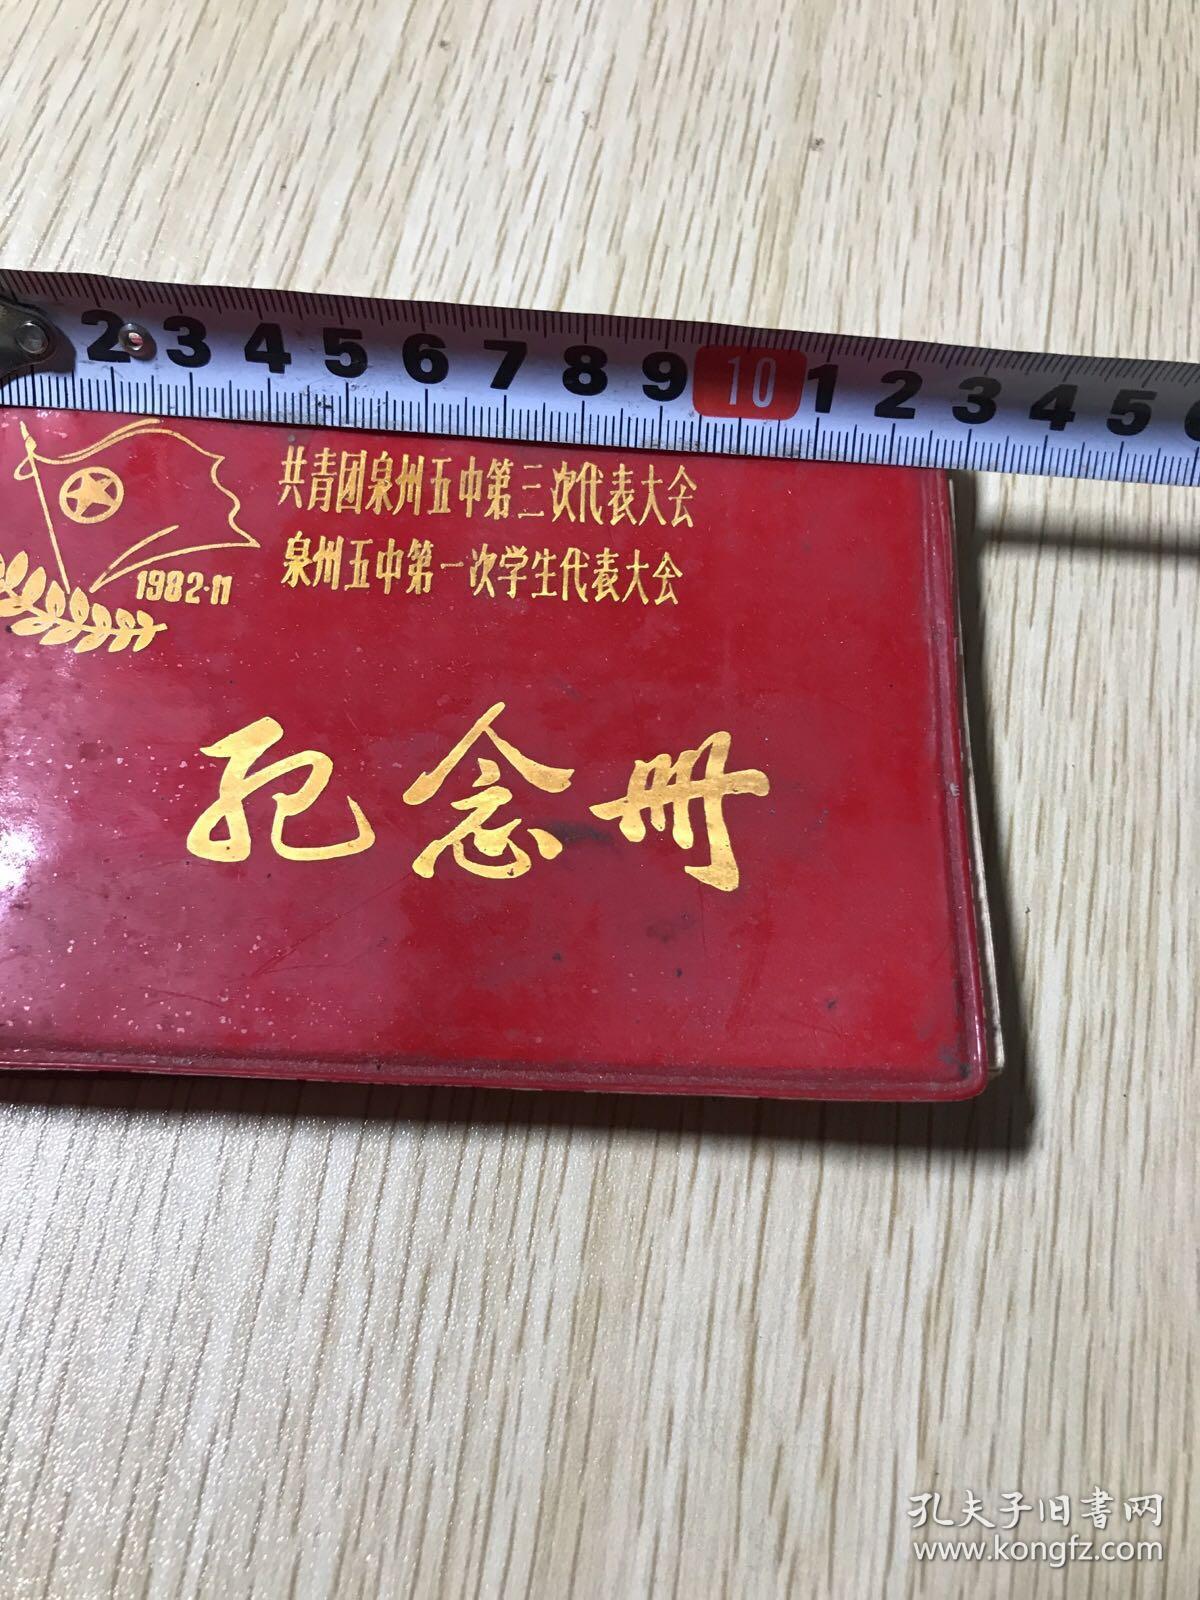 2 3 4 5 6 7 8 9 10 1 2 3 4 5
共青团泉州五中第三次代表大会
泉州五中第一次学生代表大会
1982·11
纪念册
孔夫子旧書网
www.kongfz.com